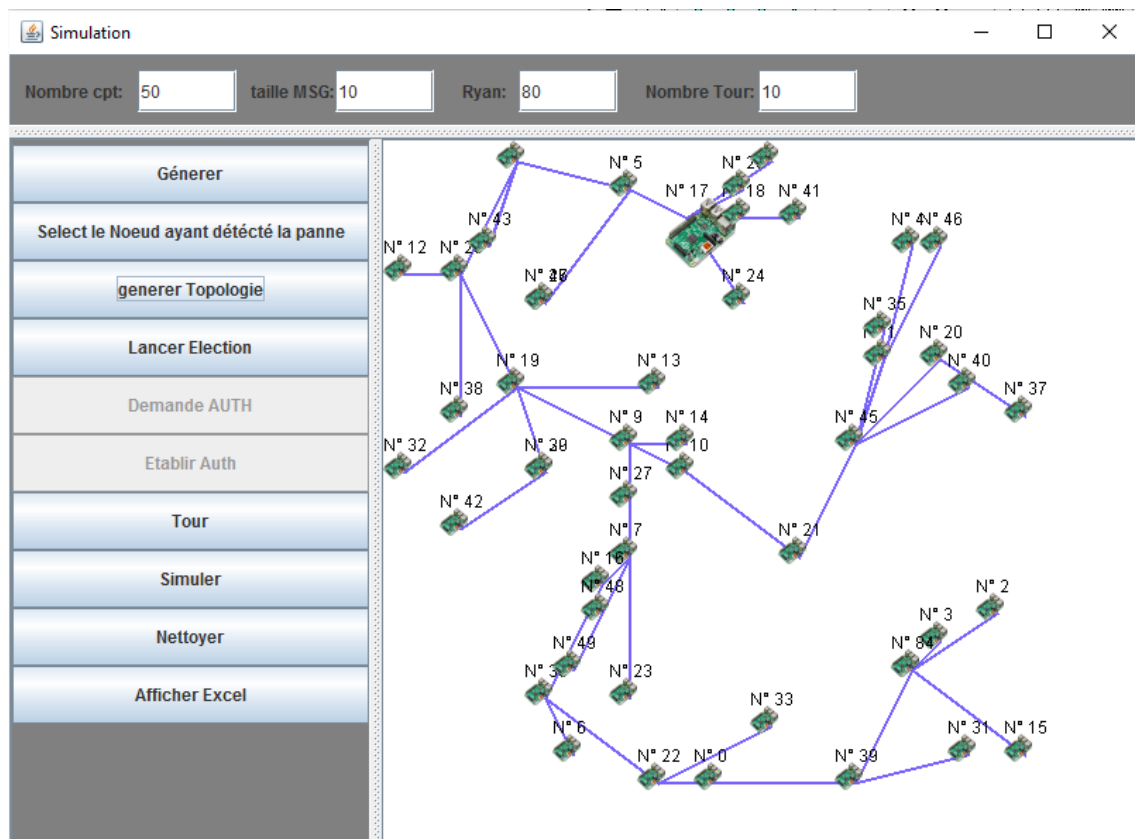 Simulation
Nombre cpt: 50 taille MSG: 10 Ryan: 80 Nombre Tour: 10
Génerer
Select le Noeud ayant détécté la panne
generer Topologie
Lancer Election
Demande AUTH
Etablir Auth
Tour
Simuler
Nettoyer
Afficher Excel
N° 5
N° 17
N° 41
N° 43
N° 46
N° 12
N° 24
N° 35
N° 20
N° 19
N° 13
N° 40
N° 38
N° 37
N° 9
N° 14
N° 45
N° 32
N° 27
N° 42
N° 7
N° 21
N° 16
N° 48
N° 2
N° 3
N° 49
N° 23
N° 33
N° 6
N° 31
N° 15
N° 22
N° 0
N° 39